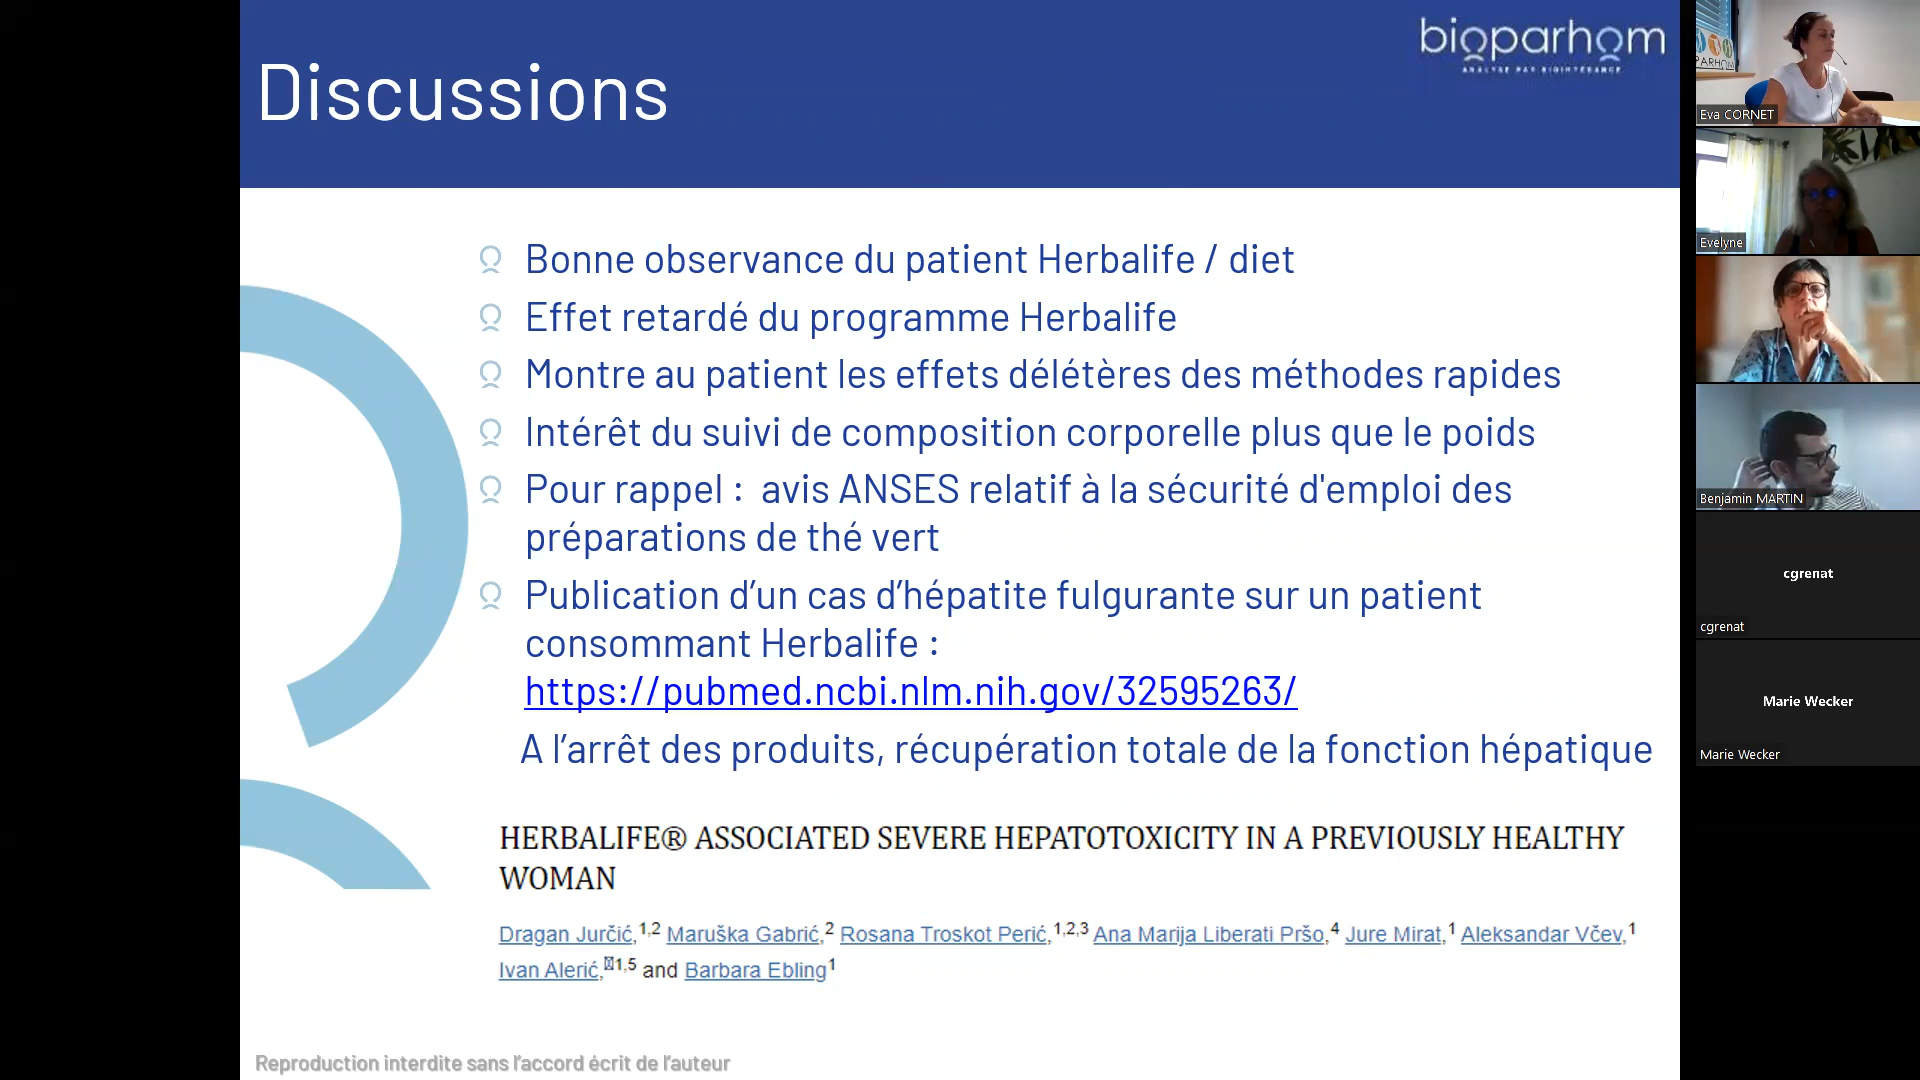 Discussions
bioparhom
ANALYSE PAR BIOIMPÉDANCE
Bonne observance du patient Herbalife / diet
Effet retardé du programme Herbalife
Montre au patient les effets délétères des méthodes rapides
Intérêt du suivi de composition corporelle plus que le poids
Pour rappel :  avis ANSES relatif à la sécurité d'emploi des
préparations de thé vert
Publication d’un cas d’hépatite fulgurante sur un patient
consommant Herbalife :
https://pubmed.ncbi.nlm.nih.gov/32595263/
A l’arrêt des produits, récupération totale de la fonction hépatique
HERBALIFE® ASSOCIATED SEVERE HEPATOTOXICITY IN A PREVIOUSLY HEALTHY
WOMAN
Dragan Jurčić,1,2 Maruška Gabrić,2 Rosana Troskot Perić,1,2,3 Ana Marija Liberati Pršo,4 Jure Mirat,1 Aleksandar Včev,1
Ivan Alerić,1,5 and Barbara Ebling1
Reproduction interdite sans l’accord écrit de l’auteur
PARHOM
Eva CORNET
Evelyne
Benjamin MARTIN
cgrenat
cgrenat
Marie Wecker
Marie Wecker